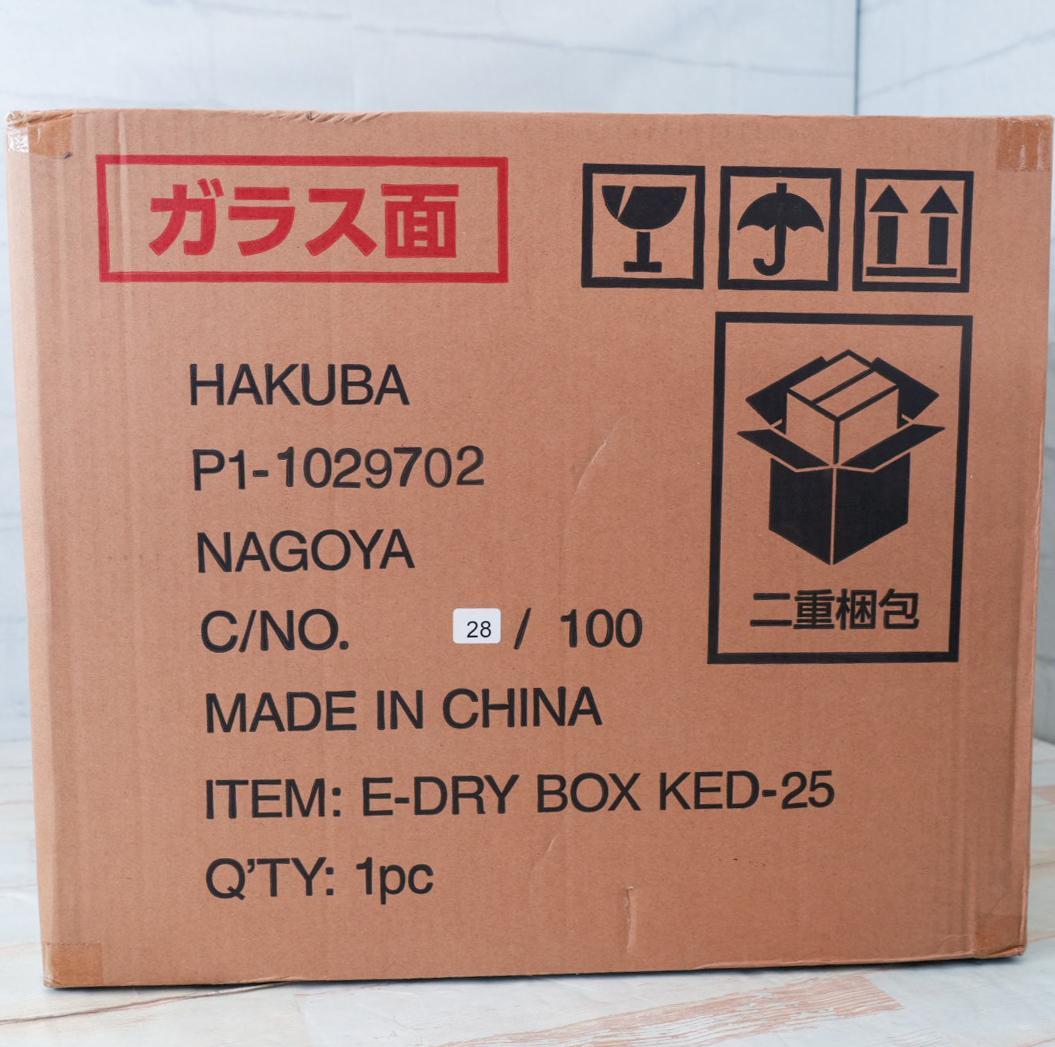 ガラス面
HAKUBA
P1-1029702
NAGOYA
C/NO. 28 / 100
二重梱包
MADE IN CHINA
ITEM: E-DRY BOX KED-25
Q'TY: 1pc